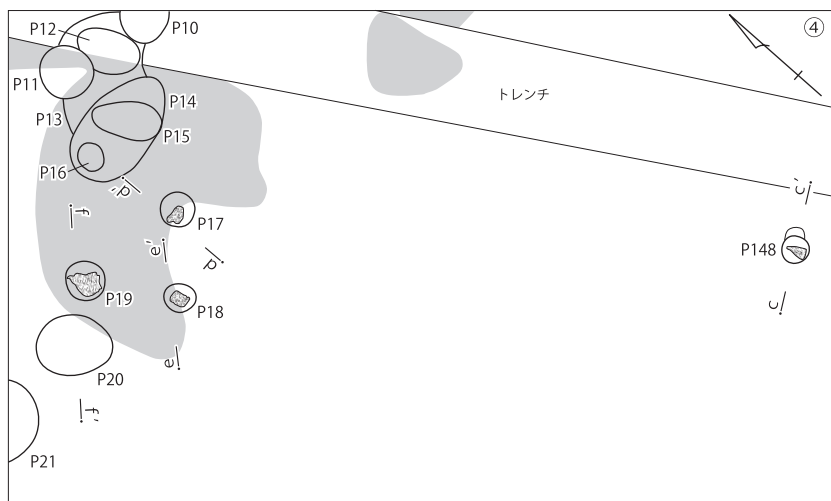 P12
P10
④
P11
トレンチ
P14
P13
P15
P16
d'
c'
f
P17
e'
d
P148
P19
P18
c
e
P20
f'
P21